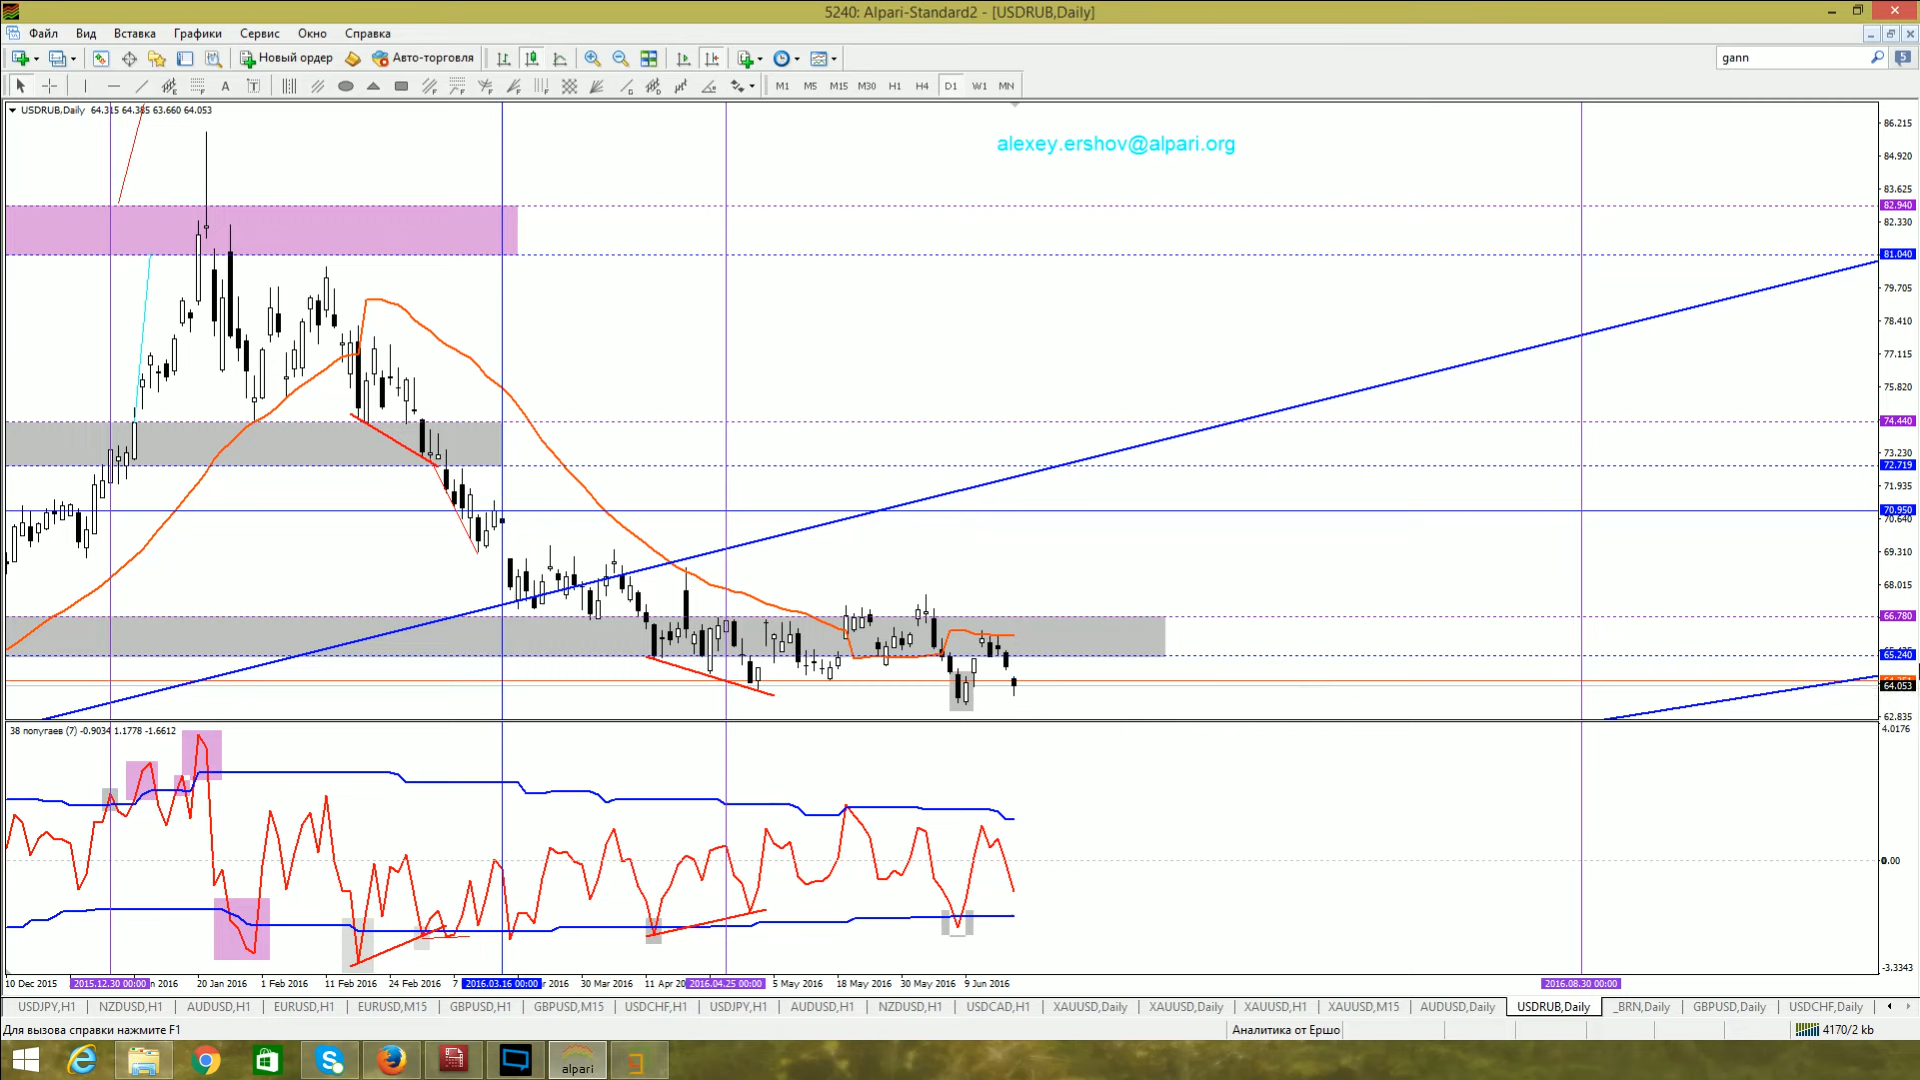 5240: Alpari-Standard2 - [USDRUB,Daily]
Файл Вид Вставка Графики Сервис Окно Справка
Новый ордер Авто-торговля gann 5
A T M1 M5 M15 M30 H1 H4 D1 W1 MN
USDRUB,Daily 64.315 64.385 63.660 64.053
alexey.ershov@alpari.org
86.215
84.920
83.625
82.940
82.330
81.040
79.705
78.410
77.115
75.820
74.440
73.230
72.719
71.935
70.950
70.640
69.310
68.015
66.780
65.240
64.053
62.835
38 попугаев (7) -0.9034 1.1778 -1.6612
4.0176
0.00
-3.3343
10 Dec 2015 2015.12.30 00:00 n 2016 20 Jan 2016 1 Feb 2016 11 Feb 2016 24 Feb 2016 7 2016.03.16 00:00 r 2016 30 Mar 2016 11 Apr 20 2016.04.25 00:00 5 May 2016 18 May 2016 30 May 2016 9 Jun 2016 2016.08.30 00:00
USDJPY,H1 NZDUSD,H1 AUDUSD,H1 EURUSD,H1 EURUSD,M15 GBPUSD,H1 GBPUSD,M15 USDCHF,H1 USDJPY,H1 AUDUSD,H1 NZDUSD,H1 USDCAD,H1 XAUUSD,Daily XAUUSD,Daily XAUUSD,H1 XAUUSD,M15 AUDUSD,Daily USDRUB,Daily _BRN,Daily GBPUSD,Daily USDCHF,Daily
Для вызова справки нажмите F1 Аналитика от Ершо 4170/2 kb
alpari